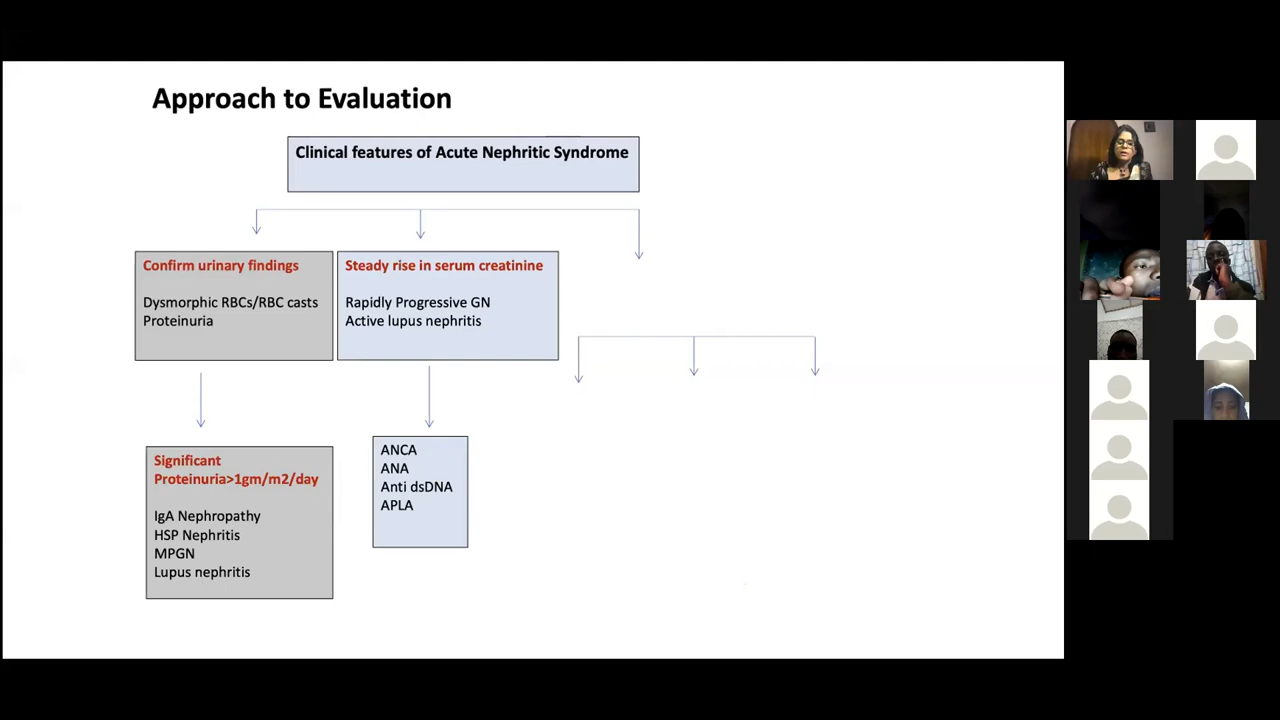 Approach to Evaluation
Clinical features of Acute Nephritic Syndrome
Confirm urinary findings
Dysmorphic RBCs/RBC casts
Proteinuria
Steady rise in serum creatinine
Rapidly Progressive GN
Active lupus nephritis
Significant
Proteinuria>1gm/m2/day
IgA Nephropathy
HSP Nephritis
MPGN
Lupus nephritis
ANCA
ANA
Anti dsDNA
APLA